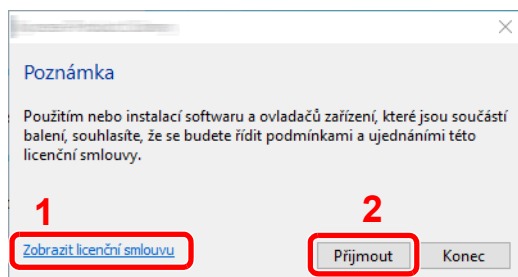 Poznámka
Použitím nebo instalací softwaru a ovladačů zařízení, které jsou součástí
balení, souhlasíte, že se budete řídit podmínkami a ujednáními této
licenční smlouvy.
1
2
Zobrazit licenční smlouvu
Přijmout
Konec